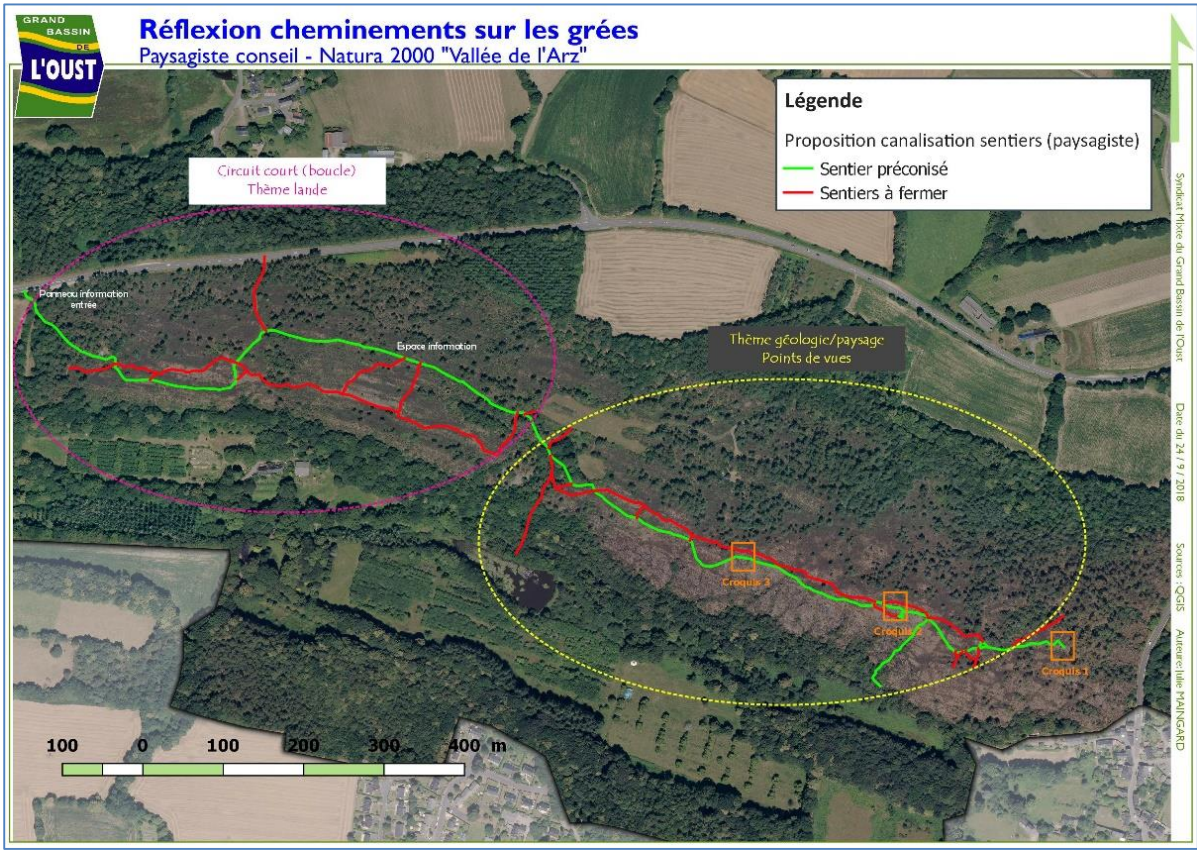 GRAND
BASSIN
DE
L'OUST
Réflexion cheminements sur les grées
Paysagiste conseil - Natura 2000 "Vallée de l'Arz"
Légende
Proposition canalisation sentiers (paysagiste)
Sentier préconisé
Sentiers à fermer
Circuit court (boucle)
Thème lande
Panneau information
entrée
Espace information
Thème géologie/paysage
Points de vues
Croquis 3
Croquis 2
Croquis 1
100 0 100 200 300 400 m
Syndicat Mixte du Grand Bassin de l'Oust
Date du 24 / 9 / 2018
Sources : QGIS
Auteure: Julie MAINGARD